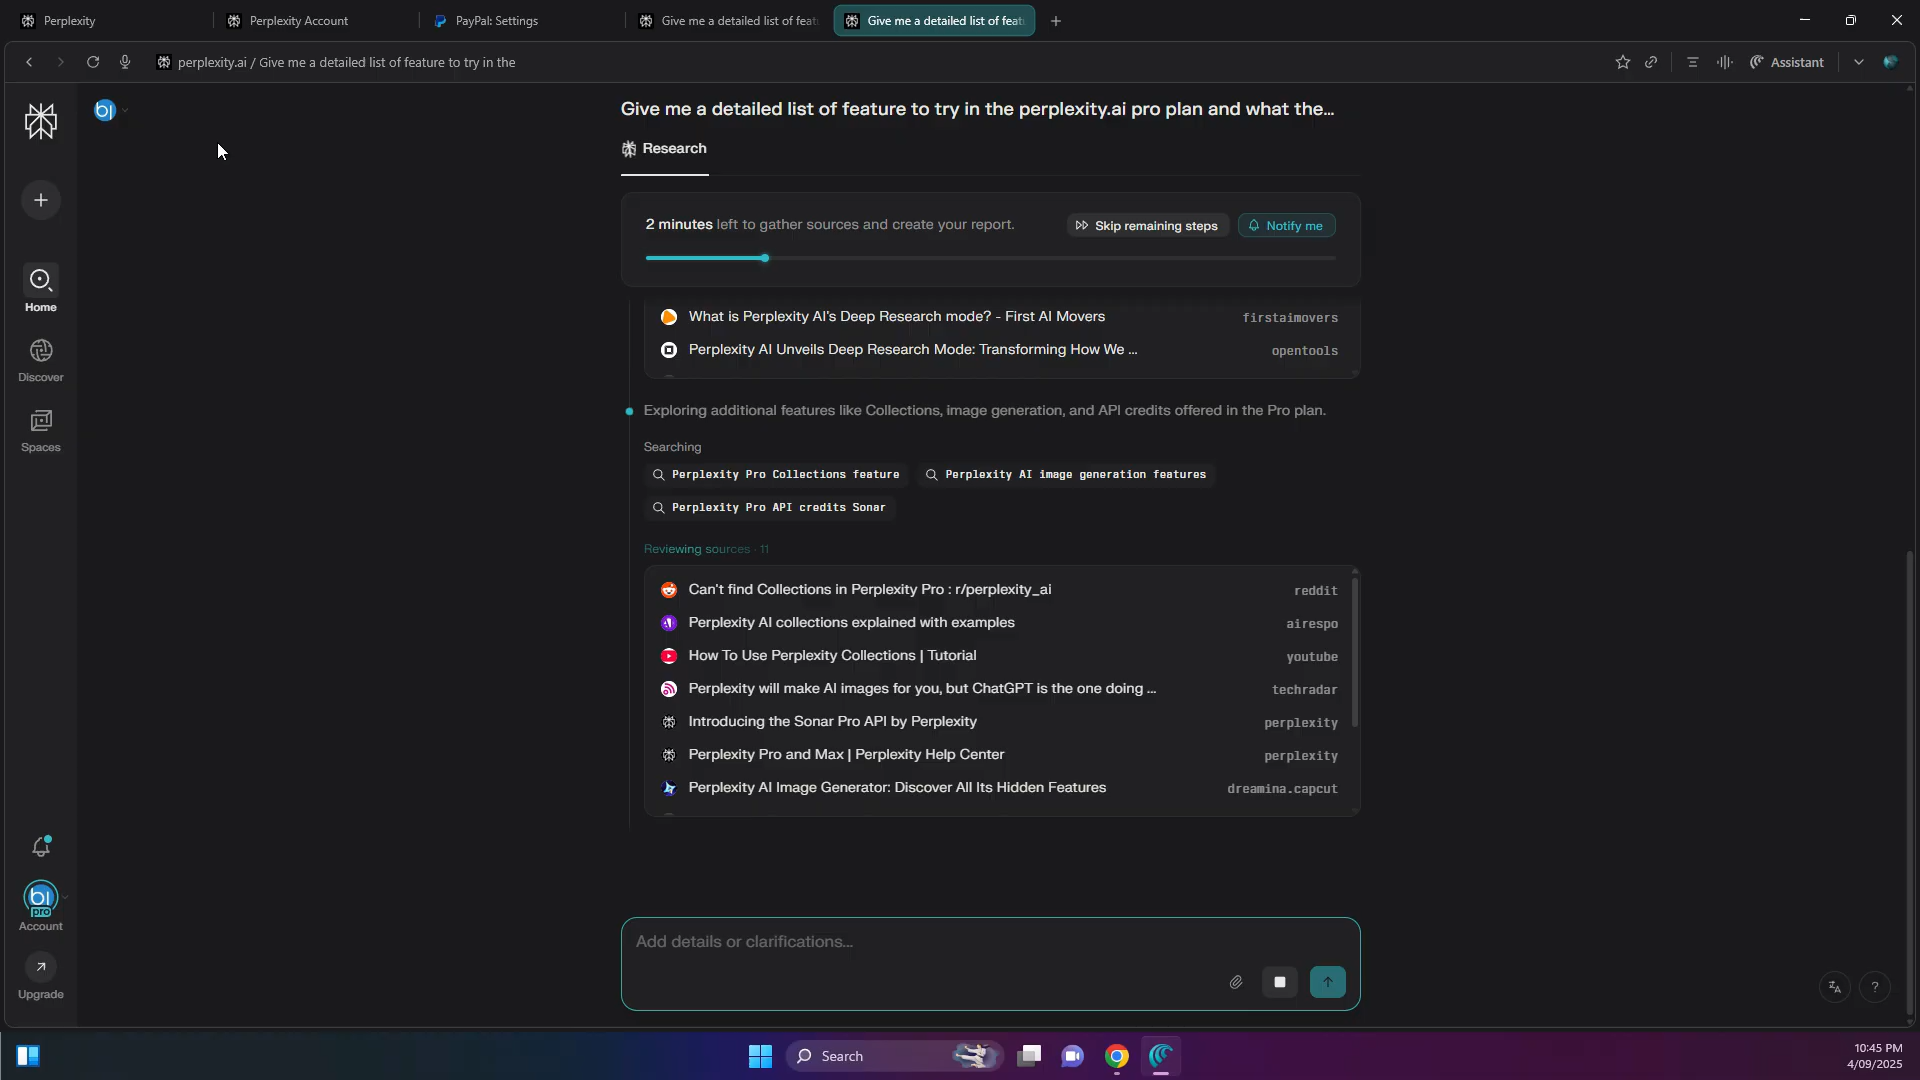 Perplexity
Perplexity Account
PayPal: Settings
Give me a detailed list of feat
Give me a detailed list of feat
perplexity.ai / Give me a detailed list of feature to try in the
Assistant
bi
Give me a detailed list of feature to try in the perplexity.ai pro plan and what the...
Research
2 minutes left to gather sources and create your report.
Skip remaining steps
Notify me
Home
Discover
Spaces
What is Perplexity AI's Deep Research mode? - First AI Movers firstaimovers
Perplexity AI Unveils Deep Research Mode: Transforming How We ... opentools
Exploring additional features like Collections, image generation, and API credits offered in the Pro plan.
Searching
Perplexity Pro Collections feature
Perplexity AI image generation features
Perplexity Pro API credits Sonar
Reviewing sources · 11
Can't find Collections in Perplexity Pro : r/perplexity_ai reddit
Perplexity AI collections explained with examples airespo
How To Use Perplexity Collections | Tutorial youtube
Perplexity will make AI images for you, but ChatGPT is the one doing ... techradar
Introducing the Sonar Pro API by Perplexity perplexity
Perplexity Pro and Max | Perplexity Help Center perplexity
Perplexity AI Image Generator: Discover All Its Hidden Features dreamina.capcut
bi
pro
Account
Upgrade
Add details or clarifications...
?
Search
10:45 PM
4/09/2025